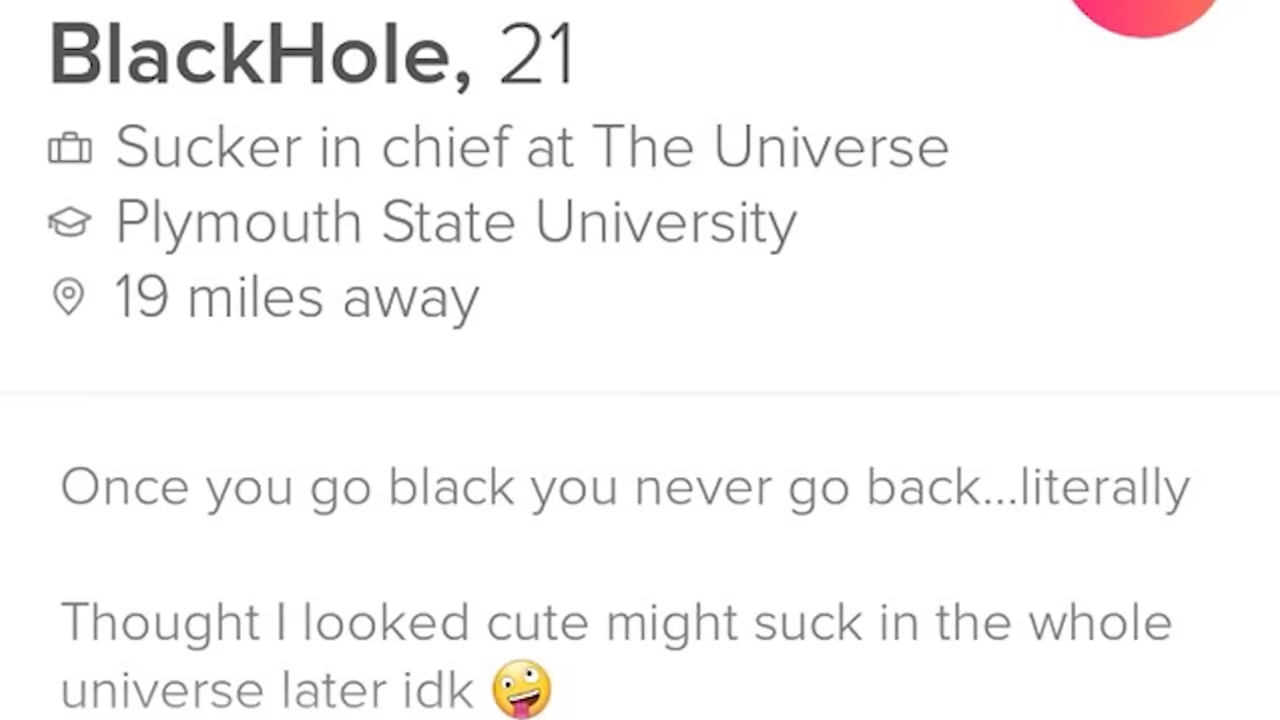 BlackHole, 21
Sucker in chief at The Universe
Plymouth State University
19 miles away
Once you go black you never go back...literally
Thought I looked cute might suck in the whole
universe later idk 🤪